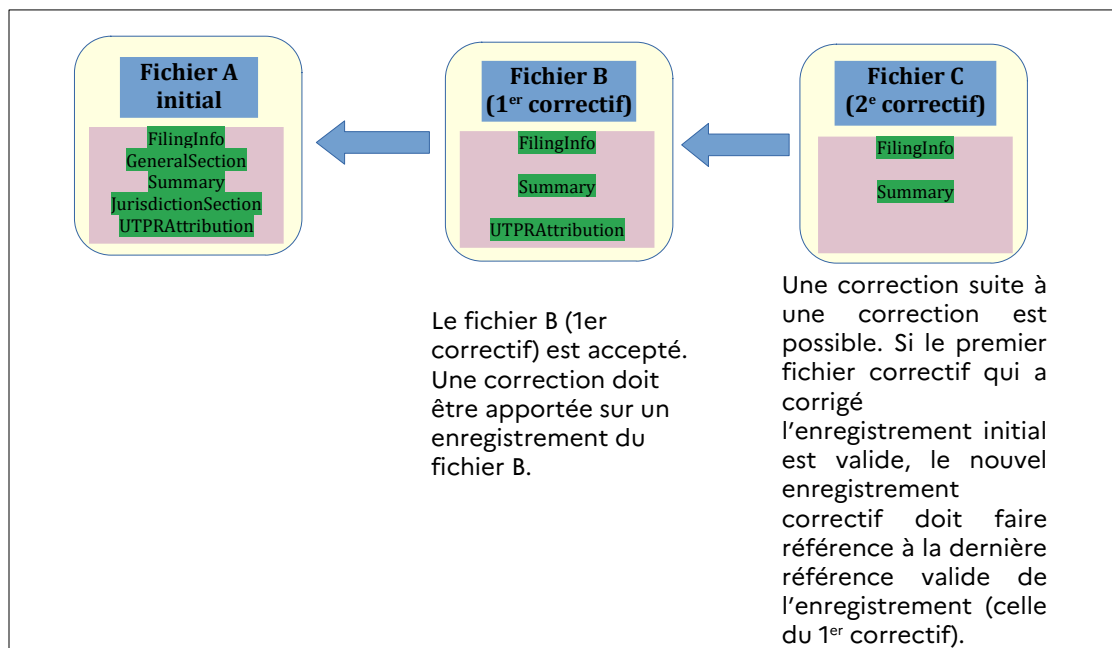 Fichier A
initial
FilingInfo
GeneralSection
Summary
JurisdictionSection
UTPRAttribution
Fichier B
(1er correctif)
FilingInfo
Summary
UTPRAttribution
Le fichier B (1er
correctif) est accepté.
Une correction doit
être apportée sur un
enregistrement du
fichier B.
Fichier C
(2e correctif)
FilingInfo
Summary
Une correction suite à
une correction est
possible. Si le premier
fichier correctif qui a
corrigé
l’enregistrement initial
est valide, le nouvel
enregistrement
correctif doit faire
référence à la dernière
référence valide de
l’enregistrement (celle
du 1er correctif).